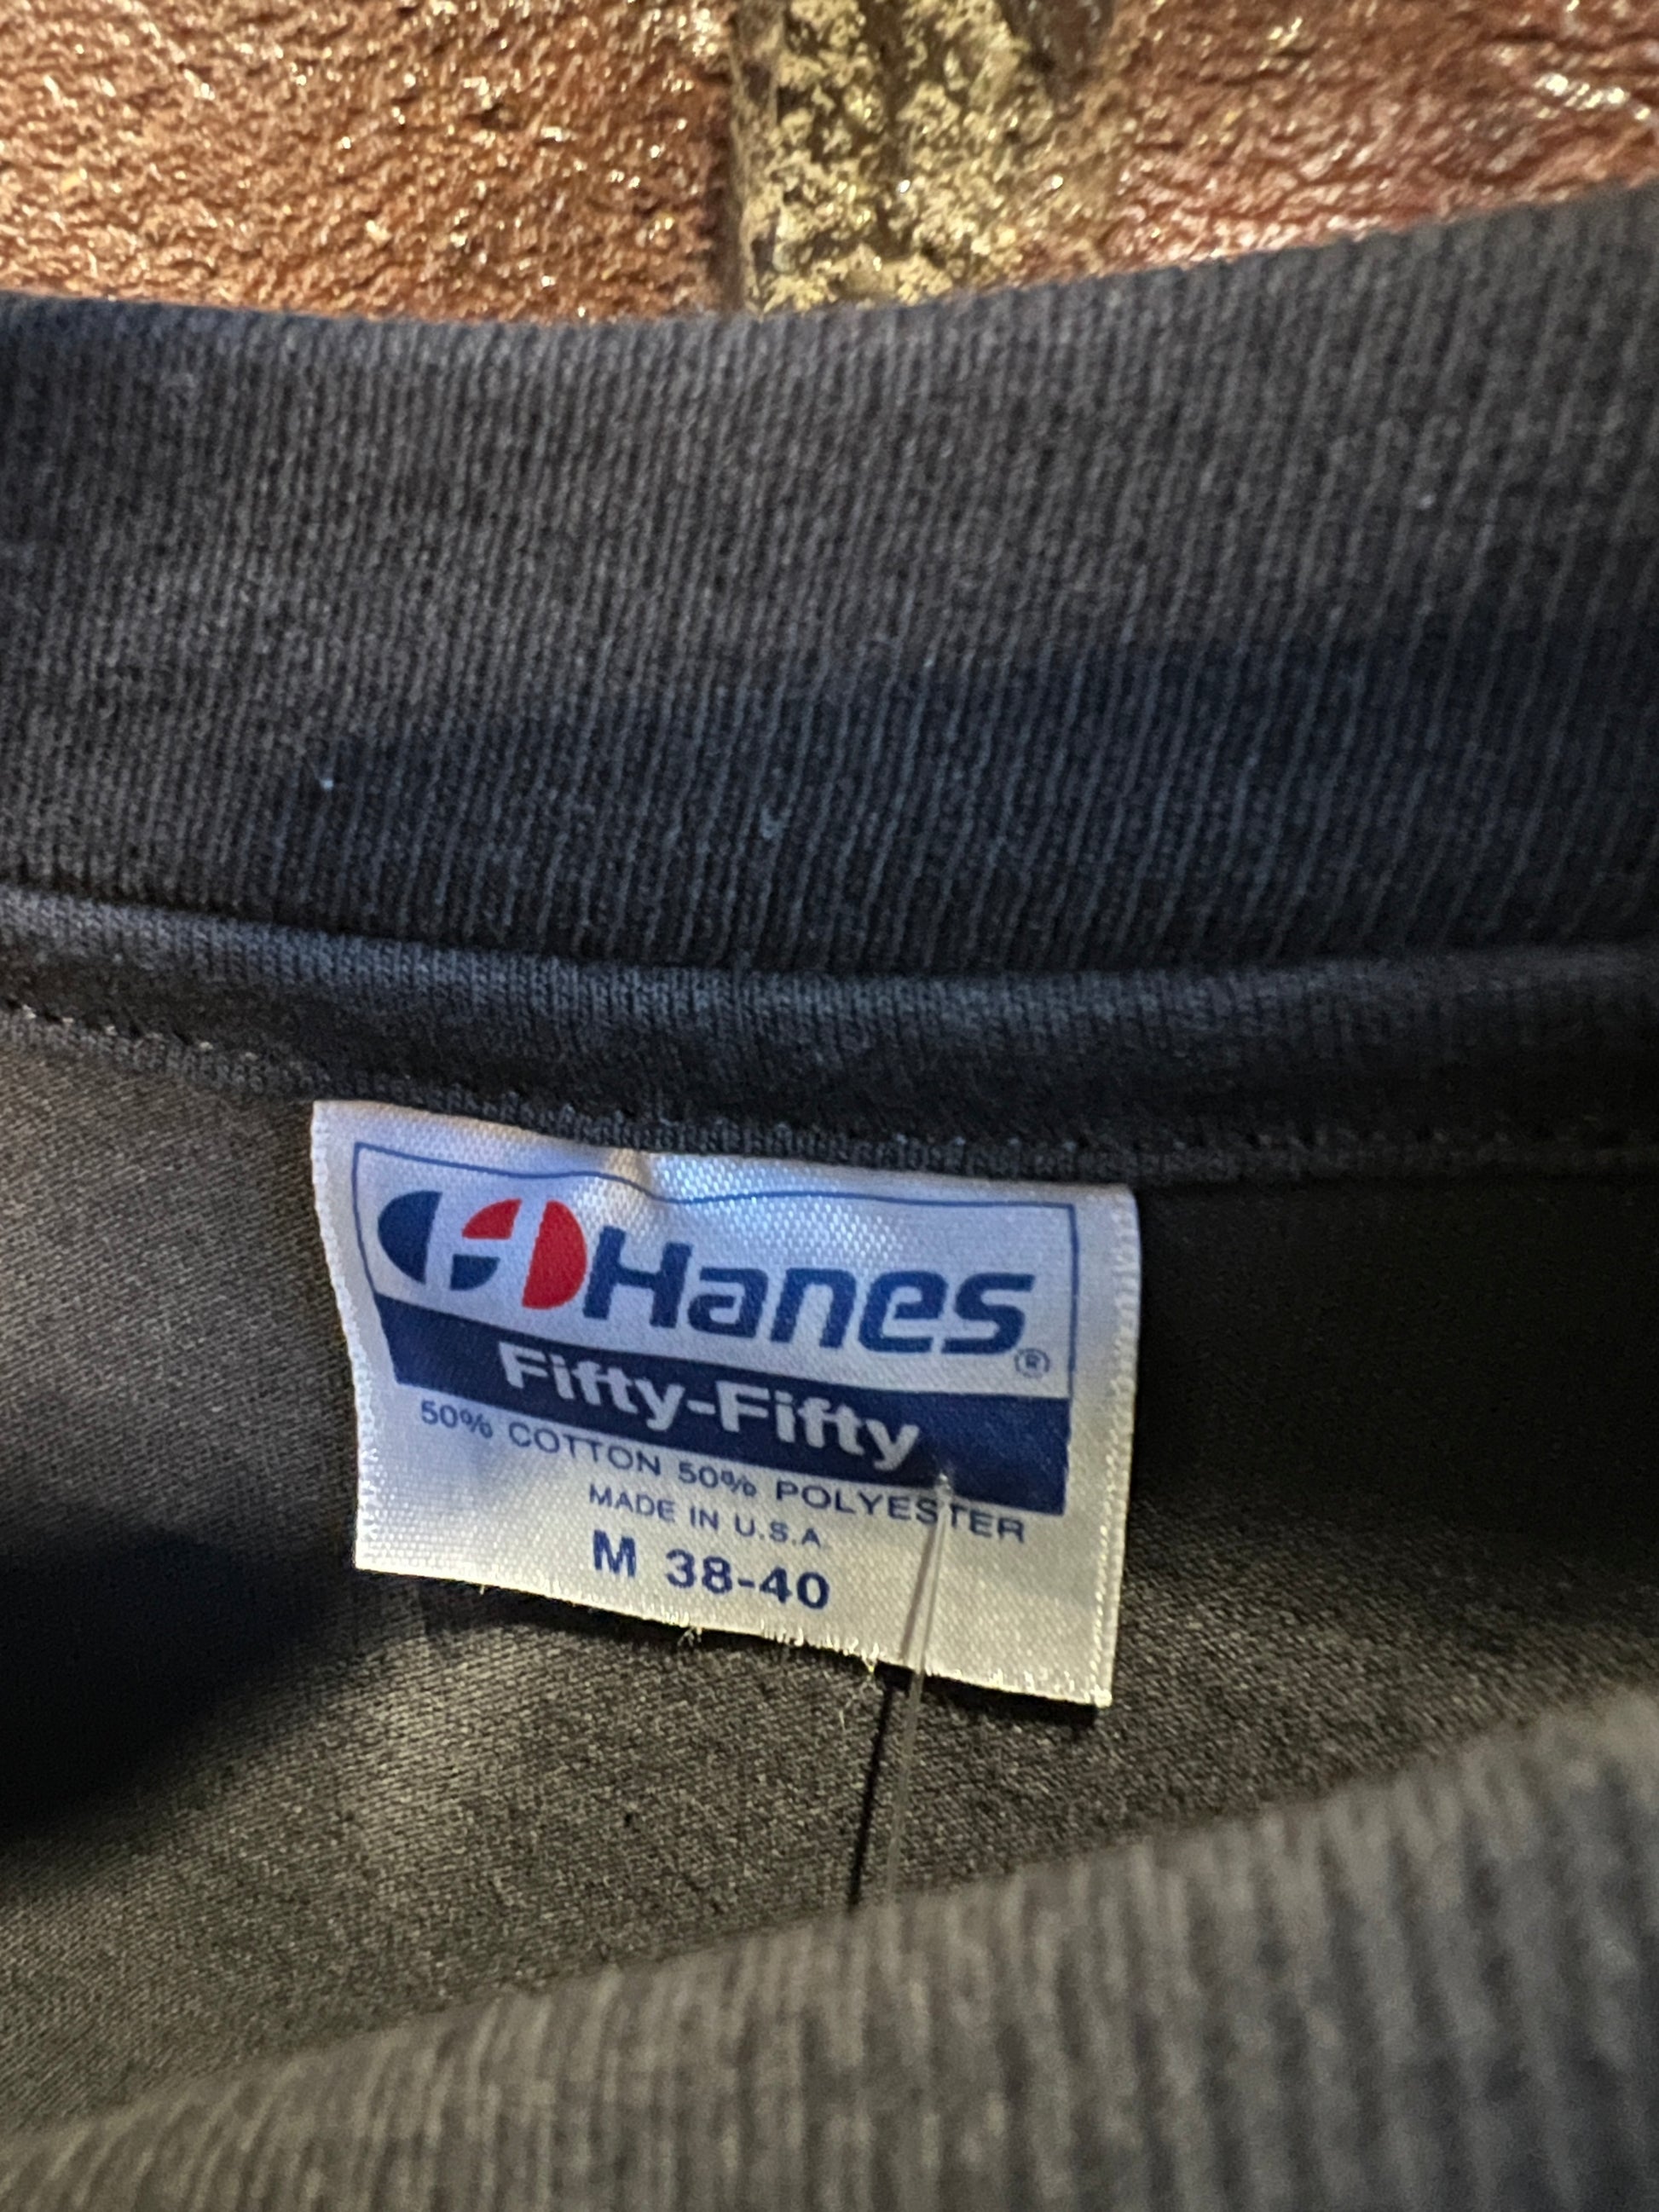 Hanes®
Fifty-Fifty
50% COTTON 50% POLYESTER
MADE IN U.S.A.
M 38-40